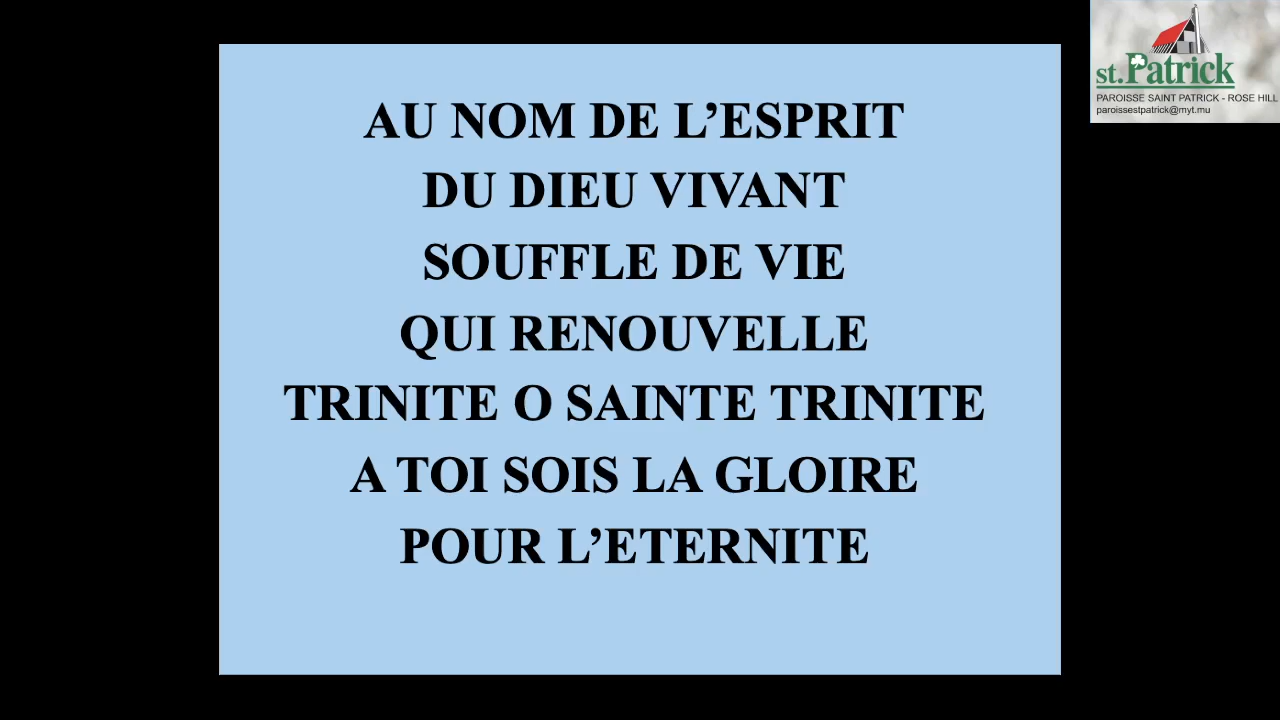 AU NOM DE L’ESPRIT
DU DIEU VIVANT
SOUFFLE DE VIE
QUI RENOUVELLE
TRINITE O SAINTE TRINITE
A TOI SOIS LA GLOIRE
POUR L’ETERNITE
st. Patrick
PAROISSE SAINT PATRICK - ROSE HILL
paroissestpatrick@myt.mu